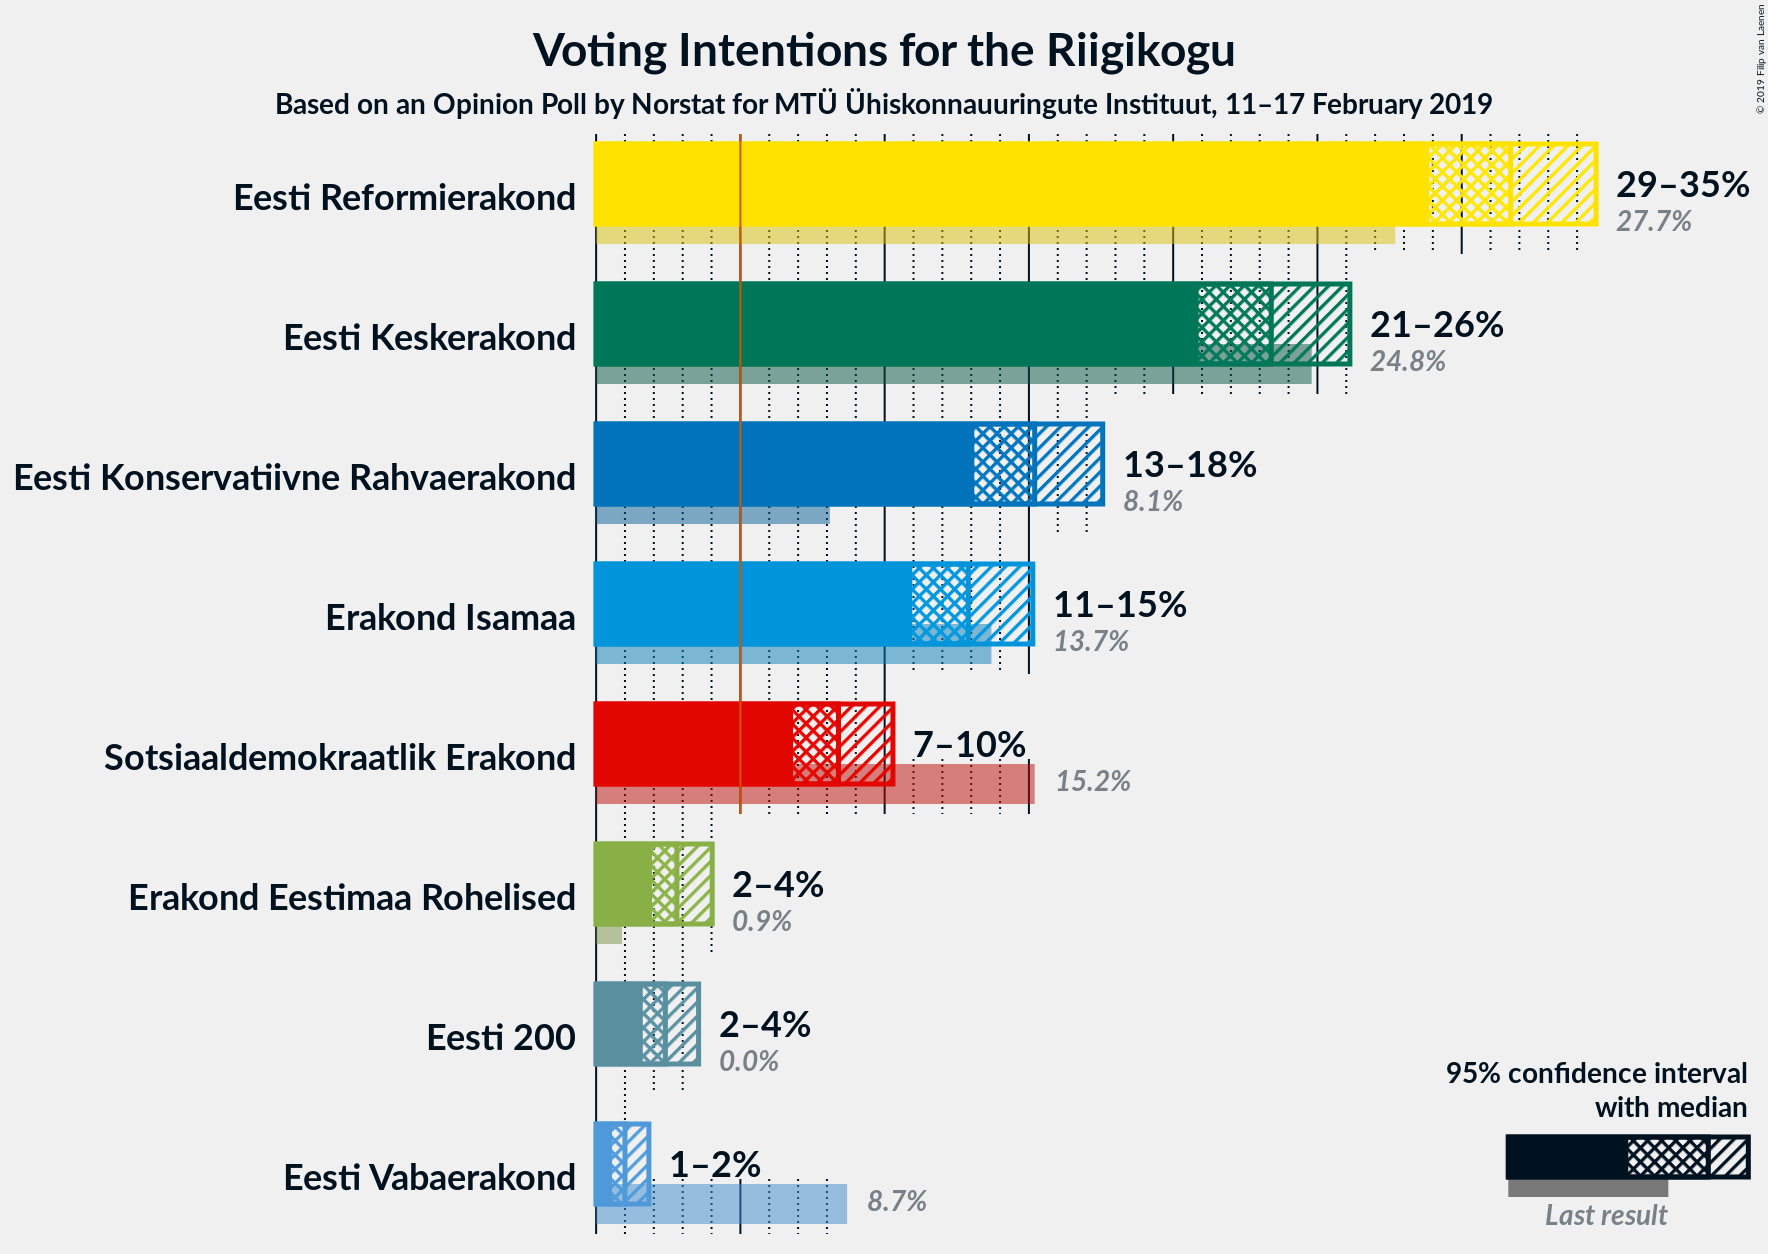 © 2019 Filip van Laenen
Voting Intentions for the Riigikogu
Based on an Opinion Poll by Norstat for MTÜ Ühiskonnauuringute Instituut, 11–17 February 2019
Eesti Reformierakond
29–35%
27.7%
Eesti Keskerakond
21–26%
24.8%
Eesti Konservatiivne Rahvaerakond
13–18%
8.1%
Erakond Isamaa
11–15%
13.7%
Sotsiaaldemokraatlik Erakond
7–10%
15.2%
Erakond Eestimaa Rohelised
2–4%
0.9%
Eesti 200
2–4%
0.0%
Eesti Vabaerakond
1–2%
8.7%
95% confidence interval
with median
Last result